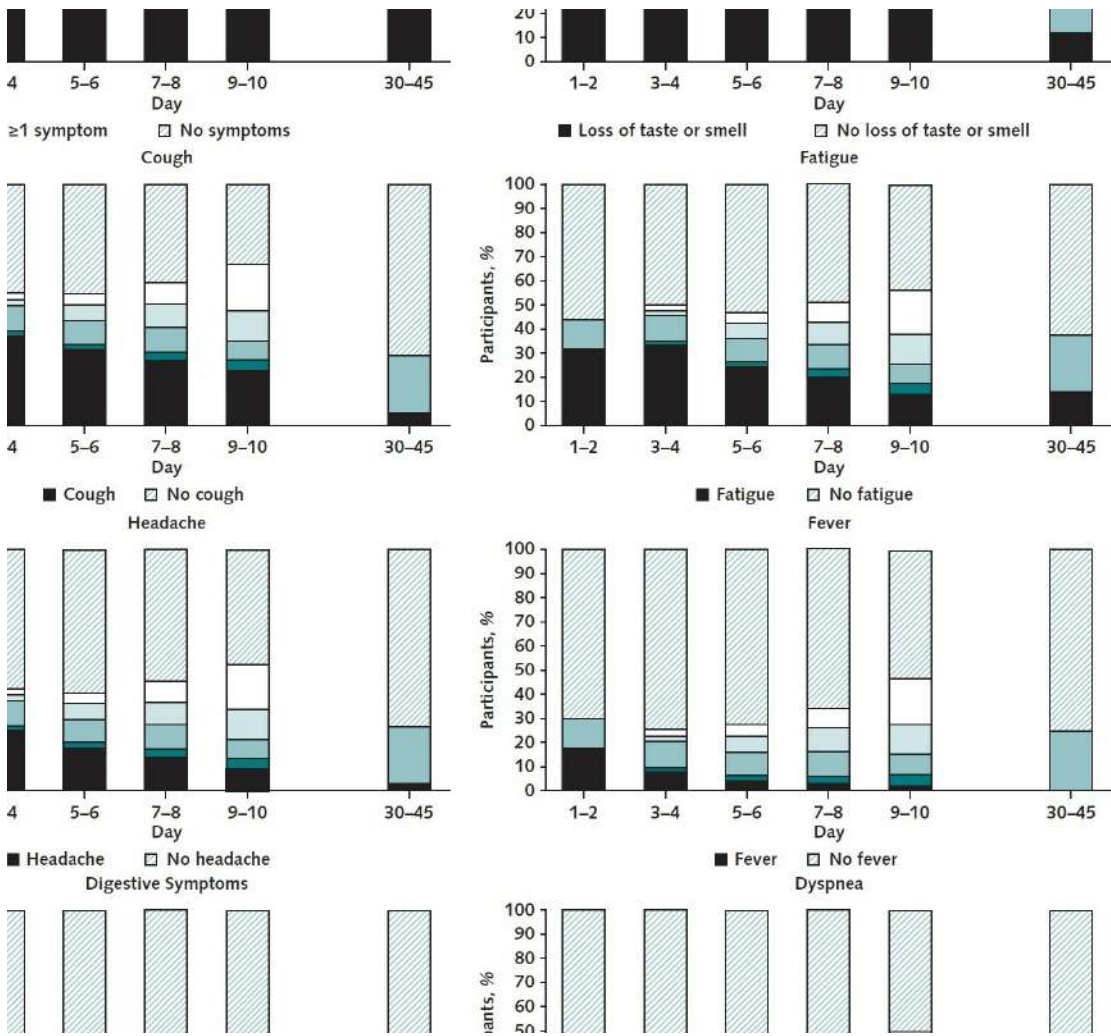 20
0
0
4 5–6 7–8 9–10 30–45
Day
1–2 3–4 5–6 7–8 9–10 30–45
Day
≥1 symptom No symptoms
Loss of taste or smell No loss of taste or smell
Cough
4 5–6 7–8 9–10 30–45
Day
Cough No cough
Fatigue
Participants, %
100
90
80
70
60
50
40
30
20
10
0
1–2 3–4 5–6 7–8 9–10 30–45
Day
Fatigue No fatigue
Headache
4 5–6 7–8 9–10 30–45
Day
Headache No headache
Fever
Participants, %
100
90
80
70
60
50
40
30
20
10
0
1–2 3–4 5–6 7–8 9–10 30–45
Day
Fever No fever
Digestive Symptoms
Dyspnea
pants, %
100
90
80
70
60
50